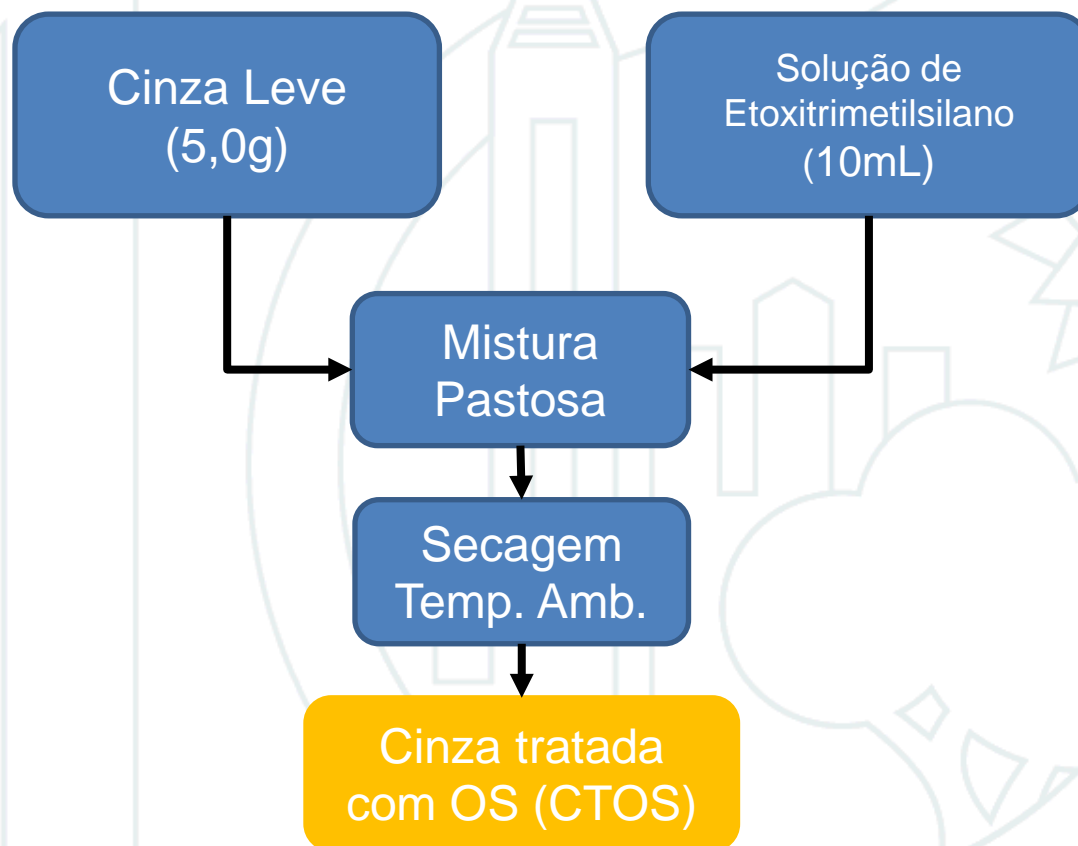 Cinza Leve
(5,0g)
Solução de
Etoxitrimetilsilano
(10mL)
Mistura
Pastosa
Secagem
Temp. Amb.
Cinza tratada
com OS (CTOS)